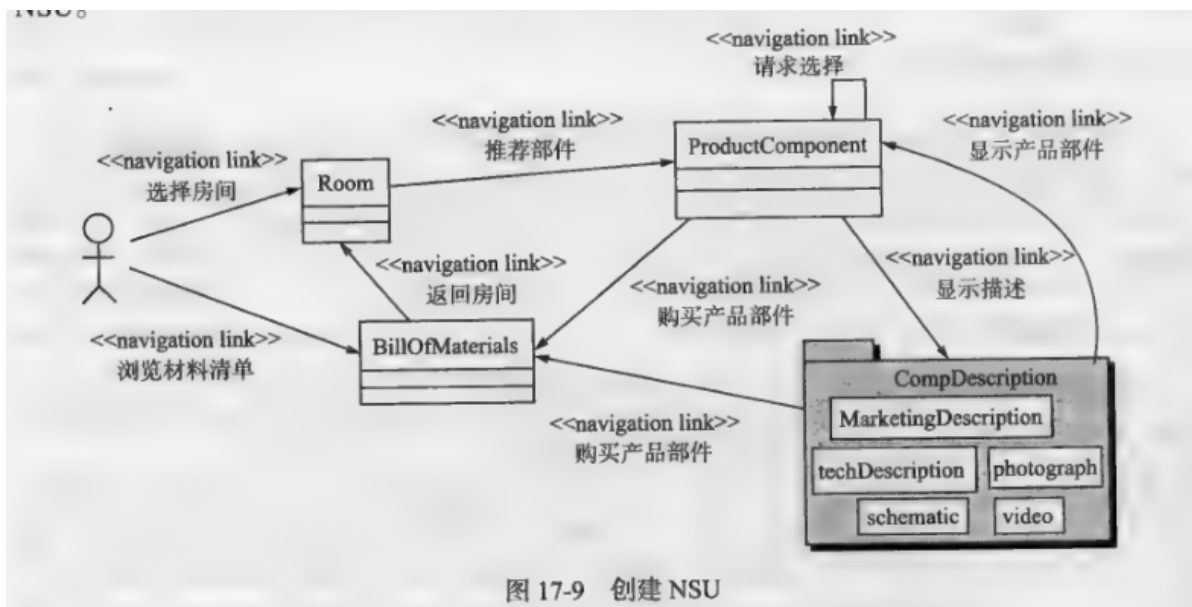 NSU。
<<navigation link>>
请求选择
<<navigation link>>
推荐部件
ProductComponent
<<navigation link>>
显示产品部件
<<navigation link>>
选择房间
Room
<<navigation link>>
返回房间
<<navigation link>>
购买产品部件
<<navigation link>>
显示描述
<<navigation link>>
浏览材料清单
BillOfMaterials
<<navigation link>>
购买产品部件
CompDescription
MarketingDescription
techDescription
photograph
schematic
video
图 17-9 创建 NSU